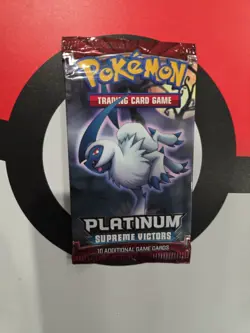 POKéMON
TRADING CARD GAME
PLATINUM
SUPREME VICTORS
10 ADDITIONAL GAME CARDS